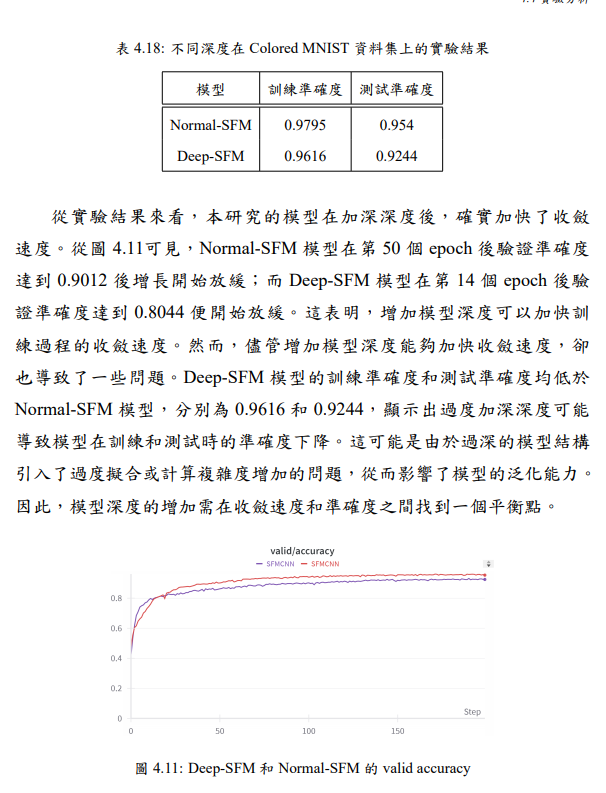 表 4.18: 不同深度在 Colored MNIST 資料集上的實驗結果
模型 訓練準確度 測試準確度
Normal-SFM 0.9795 0.954
Deep-SFM 0.9616 0.9244
從實驗結果來看，本研究的模型在加深深度後，確實加快了收斂
速度。從圖 4.11可見，Normal-SFM 模型在第 50 個 epoch 後驗證準確度
達到 0.9012 後增長開始放緩；而 Deep-SFM 模型在第 14 個 epoch 後驗
證準確度達到 0.8044 便開始放緩。這表明，增加模型深度可以加快訓
練過程的收斂速度。然而，儘管增加模型深度能夠加快收斂速度，卻
也導致了一些問題。Deep-SFM 模型的訓練準確度和測試準確度均低於
Normal-SFM 模型，分別為 0.9616 和 0.9244，顯示出過度加深深度可能
導致模型在訓練和測試時的準確度下降。這可能是由於過深的模型結構
引入了過度擬合或計算複雜度增加的問題，從而影響了模型的泛化能力。
因此，模型深度的增加需在收斂速度和準確度之間找到一個平衡點。
valid/accuracy
SFMCNN SFMCNN
0.8
0.6
0.4
0.2
0
Step
0 50 100 150
圖 4.11: Deep-SFM 和 Normal-SFM 的 valid accuracy